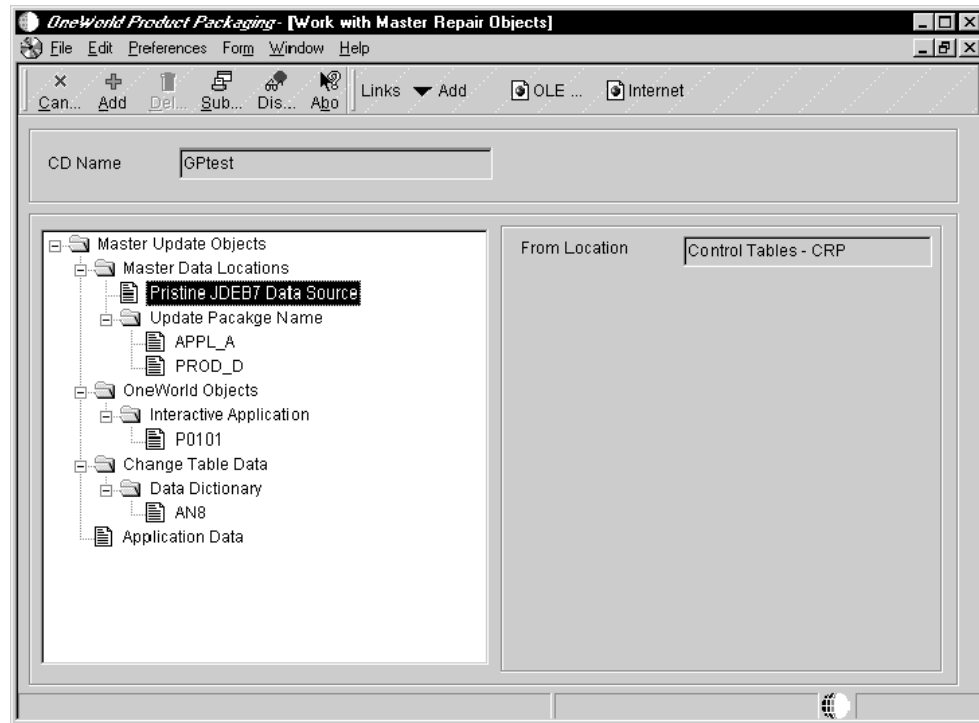 OneWorld Product Packaging - [Work with Master Repair Objects]
File Edit Preferences Form Window Help
Can... Add Del... Sub... Dis... Abo Links Add OLE ... Internet
CD Name GPtest
Master Update Objects
Master Data Locations
Pristine JDEB7 Data Source
Update Pacakge Name
APPL_A
PROD_D
OneWorld Objects
Interactive Application
P0101
Change Table Data
Data Dictionary
AN8
Application Data
From Location Control Tables - CRP